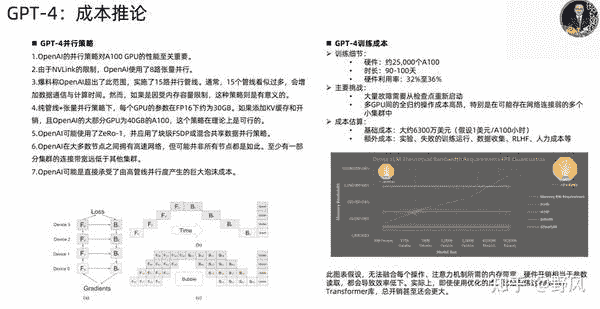 GPT-4：成本推论
■ GPT-4并行策略
1.OpenAI的并行策略对A100 GPU的性能至关重要。
2.由于NVLink的限制，OpenAI使用了8路张量并行。
3.爆料称OpenAI超出了此范围，实施了15路并行管线。通常，15个管线看似过多，会增
加数据通信与计算时间。然而，如果是因受内存容量限制，这种策略则是有意义的。
4.纯管线+张量并行策略下，每个GPU的参数在FP16下约为30GB。如果添加KV缓存和开
销，且OpenAI的大部分GPU为40GB的A100，这个策略在理论上是可行的。
5.OpenAI可能使用了ZeRo-1，并应用了块级FSDP或混合共享数据并行策略。
6.OpenAI在大多数节点之间拥有高速网络，但可能并非所有节点都是如此。至少有一部
分集群的连接带宽远低于其他集群。
7.OpenAI可能是直接承受了由高管线并行度产生的巨大泡沫成本。
Loss
Device 3
Device 2
Device 1
Device 0
Gradients
(a)
Time
(b)
Bubble
(c)
■ GPT-4训练成本
➢ 训练细节：
• 硬件：约25,000个A100
• 时长：90-100天
• 硬件利用率：32%至36%
➢ 主要挑战：
• 大量故障需要从检查点重新启动
• 多GPU间的全归约操作成本高昂，特别是在可能存在网络连接弱的多个
小集群中
➢ 成本估算：
• 基础成本：大约6300万美元（假设1美元/A100小时）
• 额外成本：实验、失败的训练运行、数据收集、RLHF、人力成本等
Memory Bandwidth
Model Size
此图表假设，无法融合每个操作、注意力机制所需的内存带宽、硬件开销相当于参数
读取，都会导致效率低下。实际上，即使使用优化的
Transformer库，总开销甚至还会更大。
知乎 @野风